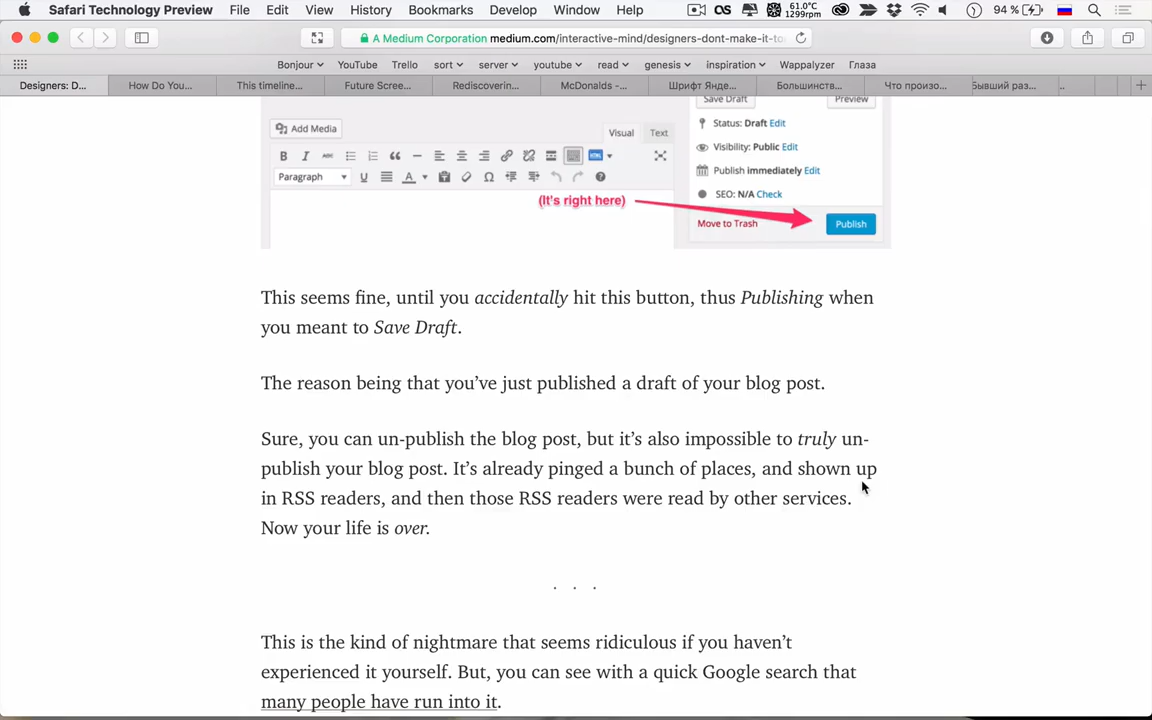 Safari Technology Preview File Edit View History Bookmarks Develop Window Help 61.0°C 1299rpm 94 %
A Medium Corporation medium.com/interactive-mind/designers-dont-make-it-to
Bonjour YouTube Trello sort server youtube read genesis inspiration Wappalyzer Глаза
Designers: D... How Do You... This timeline... Future Scree... Rediscoverin... McDonalds -... Шрифт Янде... Большинств... Что произо... Бывший раз...
Save Draft Preview
Add Media Visual Text
Status: Draft Edit
Visibility: Public Edit
Paragraph
Publish immediately Edit
SEO: N/A Check
(It's right here)
Move to Trash Publish
This seems fine, until you accidentally hit this button, thus Publishing when
you meant to Save Draft.
The reason being that you've just published a draft of your blog post.
Sure, you can un-publish the blog post, but it's also impossible to truly un-
publish your blog post. It's already pinged a bunch of places, and shown up
in RSS readers, and then those RSS readers were read by other services.
Now your life is over.
. . .
This is the kind of nightmare that seems ridiculous if you haven't
experienced it yourself. But, you can see with a quick Google search that
many people have run into it.